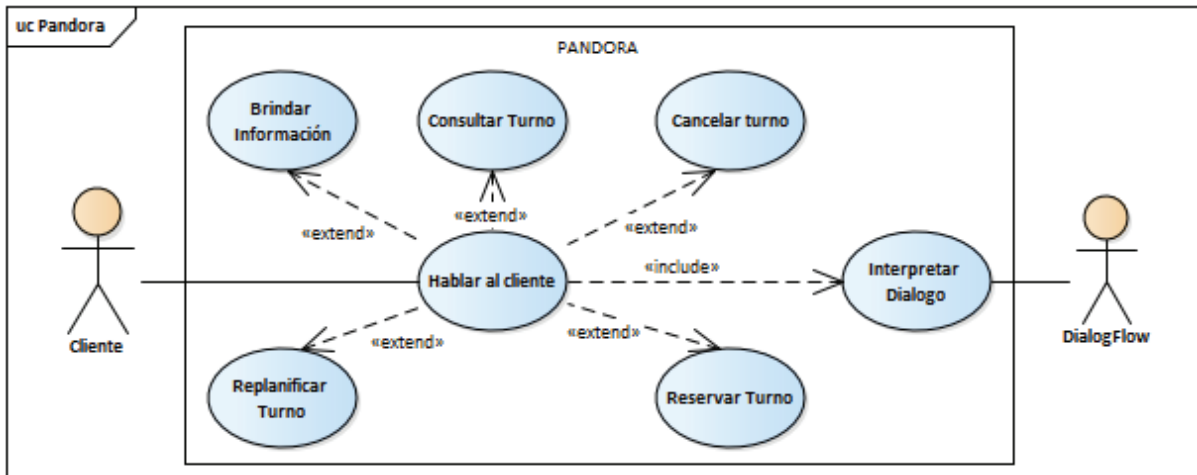 uc Pandora
PANDORA
Brindar
Información
Consultar Turno
Cancelar turno
«extend»
«extend»
«extend»
«include»
Hablar al cliente
Interpretar
Dialogo
Cliente
DialogFlow
«extend»
«extend»
Replanificar
Turno
Reservar Turno